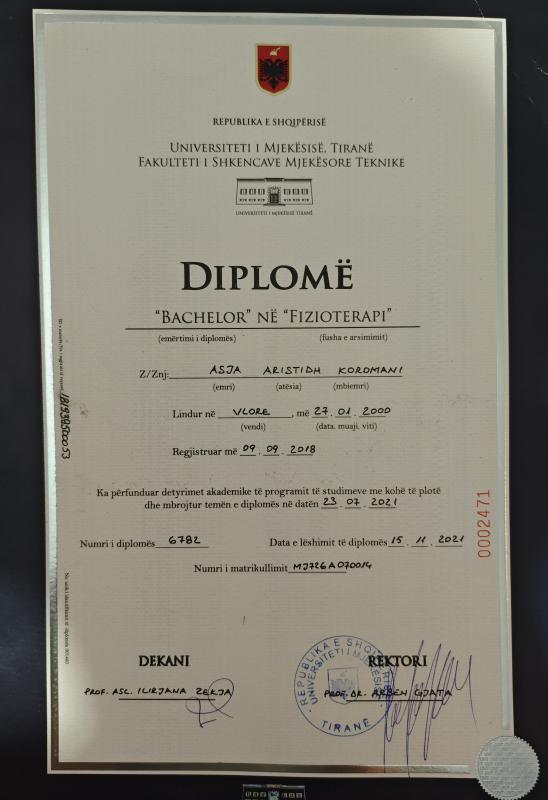 REPUBLIKA E SHQIPËRISË
UNIVERSITETI I MJEKËSISË, TIRANË
FAKULTETI I SHKENCAVE MJEKËSORE TEKNIKE
UNIVERSITETI I MJEKËSISË TIRANË
DIPLOMË
"BACHELOR" NË "FIZIOTERAPI"
(emërtimi i diplomës) (fusha e arsimimit)
Z/Znj: ASJA ARISTIDH KOROMANI
(emri) (atësia) (mbiemri)
Lindur në VLORE, më 27.01.2000
(vendi) (data. muaji. viti)
Regjistruar më 09.09.2018
Ka përfunduar detyrimet akademike të programit të studimeve me kohë të plotë
dhe mbrojtur temën e diplomës në datën 23.07.2021
Numri i diplomës 6782 Data e lëshimit të diplomës 15.11.2021
Numri i matrikullimit MJ726A070014
0002471
DEKANI REKTORI
PROF. ASC. ILIRJANA ZEKJA PROF. DR. ARBEN GJATA
REPUBLIKA E SHQIPËRISË
UNIVERSITETI I MJEKËSISË
TIRANË